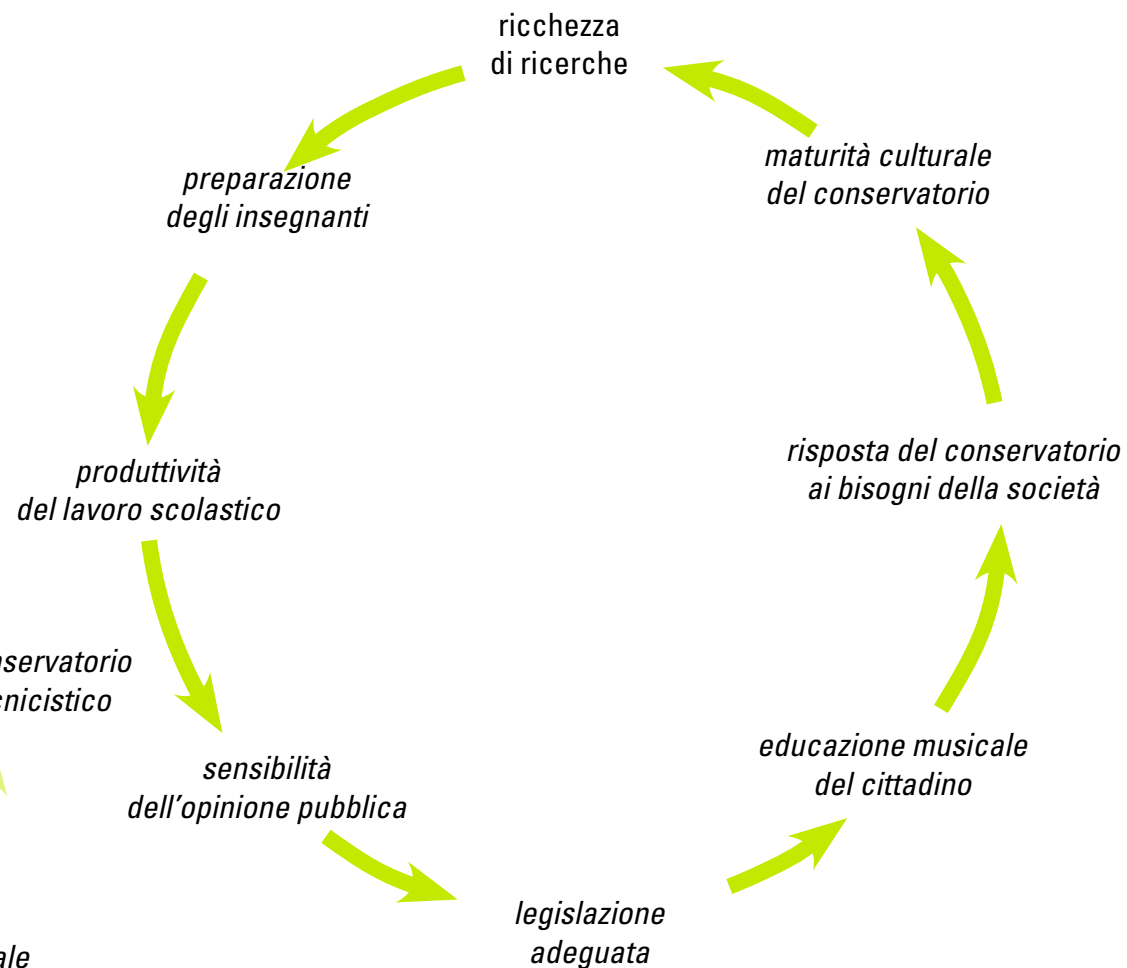 ricchezza
di ricerche
maturità culturale
del conservatorio
preparazione
degli insegnanti
risposta del conservatorio
ai bisogni della società
produttività
del lavoro scolastico
educazione musicale
del cittadino
sensibilità
dell’opinione pubblica
legislazione
adeguata